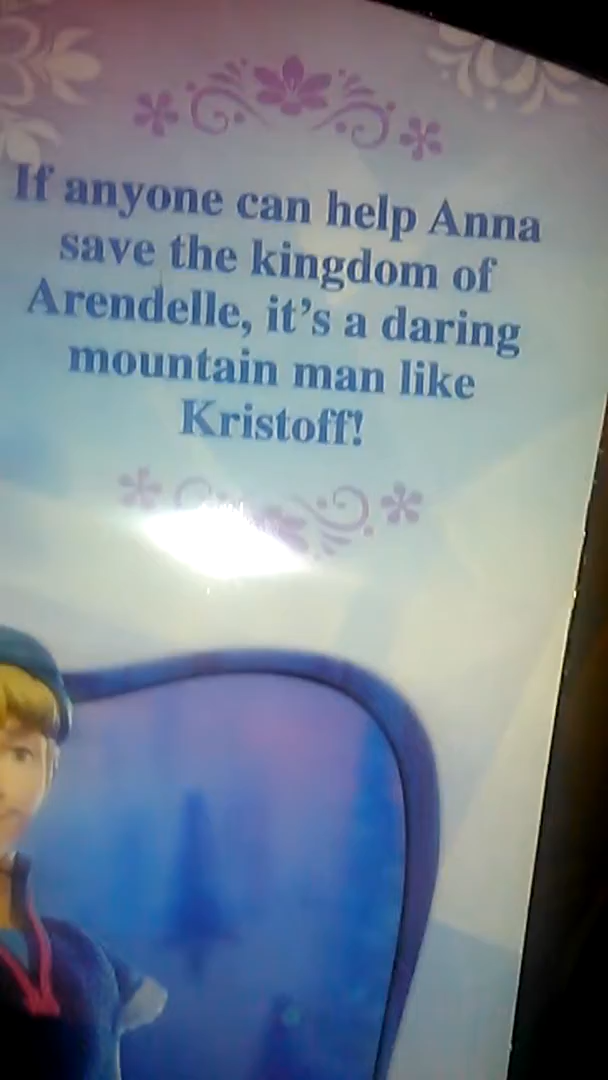 If anyone can help Anna
save the kingdom of
Arendelle, it's a daring
mountain man like
Kristoff!